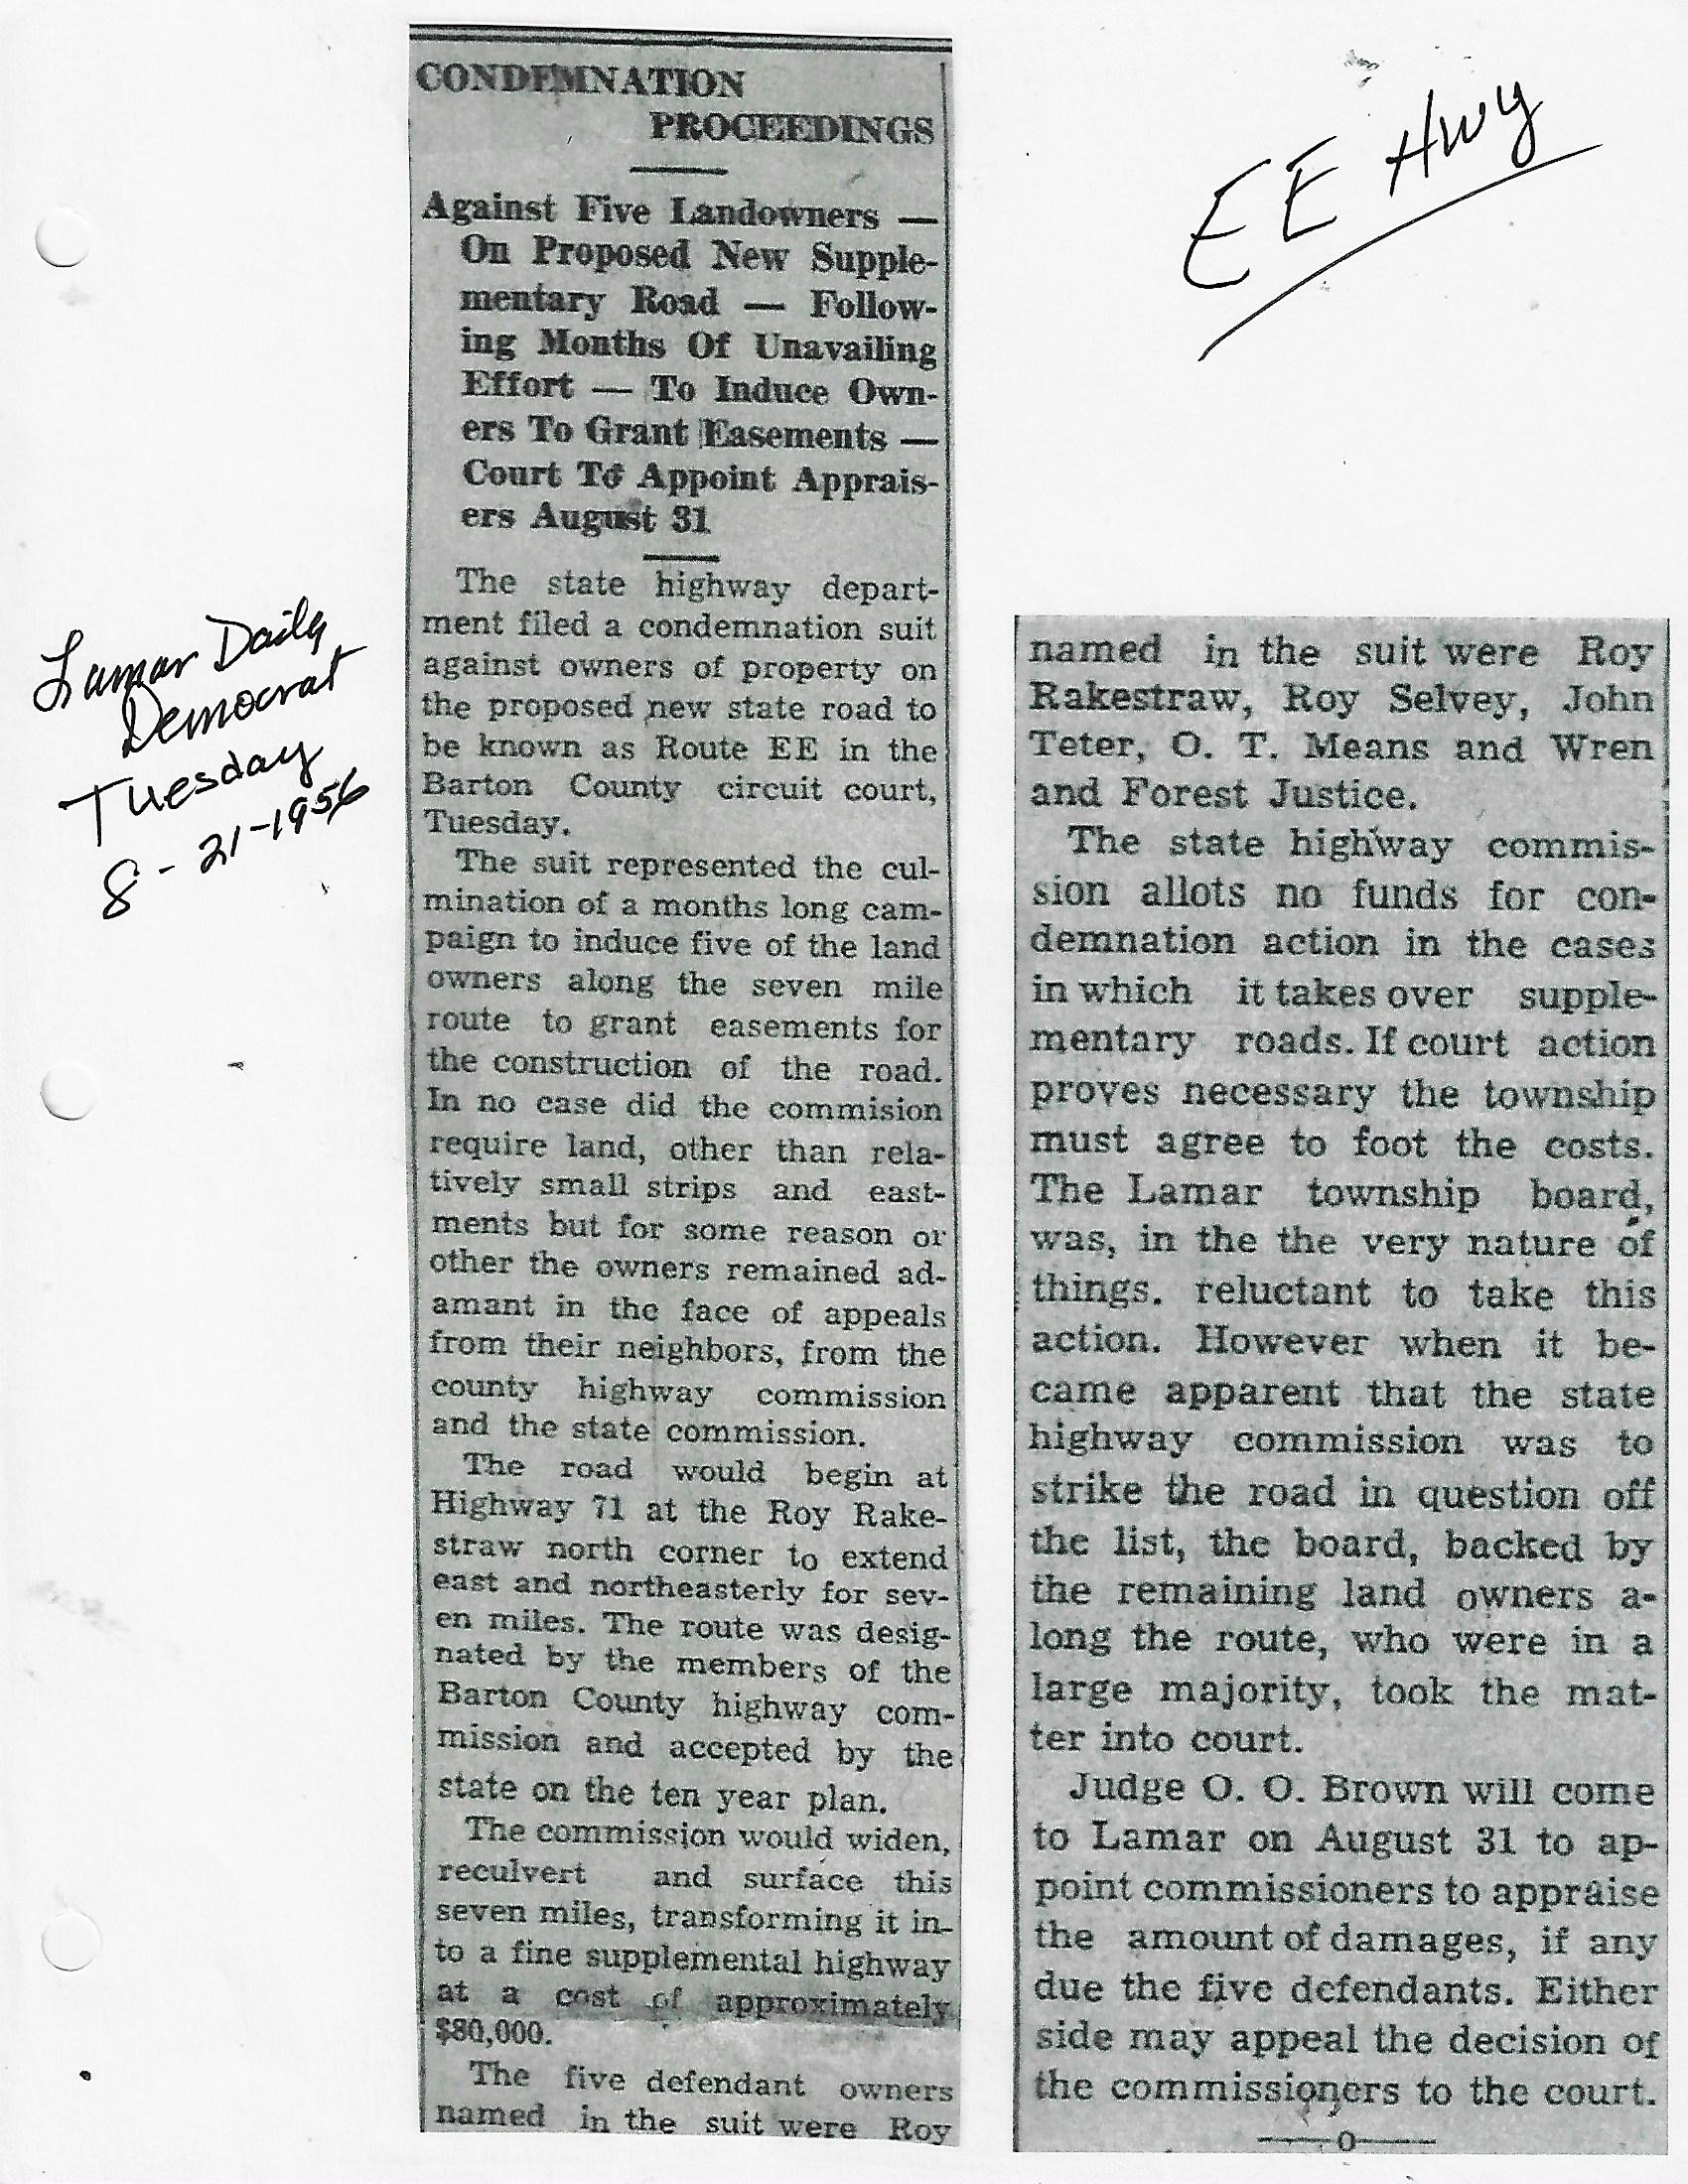 EE Hwy
Lamar Daily
Democrat
Tuesday
8-21-1956
CONDEMNATION
PROCEEDINGS
Against Five Landowners —
On Proposed New Supple-
mentary Road — Follow-
ing Months Of Unavailing
Effort — To Induce Own-
ers To Grant Easements —
Court To Appoint Apprais-
ers August 31
The state highway depart-
ment filed a condemnation suit
against owners of property on
the proposed new state road to
be known as Route EE in the
Barton County circuit court,
Tuesday.
The suit represented the cul-
mination of a months long cam-
paign to induce five of the land
owners along the seven mile
route to grant easements for
the construction of the road.
In no case did the commision
require land, other than rela-
tively small strips and east-
ments but for some reason or
other the owners remained ad-
amant in the face of appeals
from their neighbors, from the
county highway commission
and the state commission.
The road would begin at
Highway 71 at the Roy Rake-
straw north corner to extend
east and northeasterly for sev-
en miles. The route was desig-
nated by the members of the
Barton County highway com-
mission and accepted by the
state on the ten year plan.
The commission would widen,
reculvert and surface this
seven miles, transforming it in-
to a fine supplemental highway
at a cost of approximately
$80,000.
The five defendant owners
named in the suit were Roy
named in the suit were Roy
Rakestraw, Roy Selvey, John
Teter, O. T. Means and Wren
and Forest Justice.
The state highway commis-
sion allots no funds for con-
demnation action in the cases
in which it takes over supple-
mentary roads. If court action
proves necessary the township
must agree to foot the costs.
The Lamar township board,
was, in the the very nature of
things. reluctant to take this
action. However when it be-
came apparent that the state
highway commission was to
strike the road in question off
the list, the board, backed by
the remaining land owners a-
long the route, who were in a
large majority, took the mat-
ter into court.
Judge O. O. Brown will come
to Lamar on August 31 to ap-
point commissioners to appraise
the amount of damages, if any
due the five defendants. Either
side may appeal the decision of
the commissioners to the court.
—o—